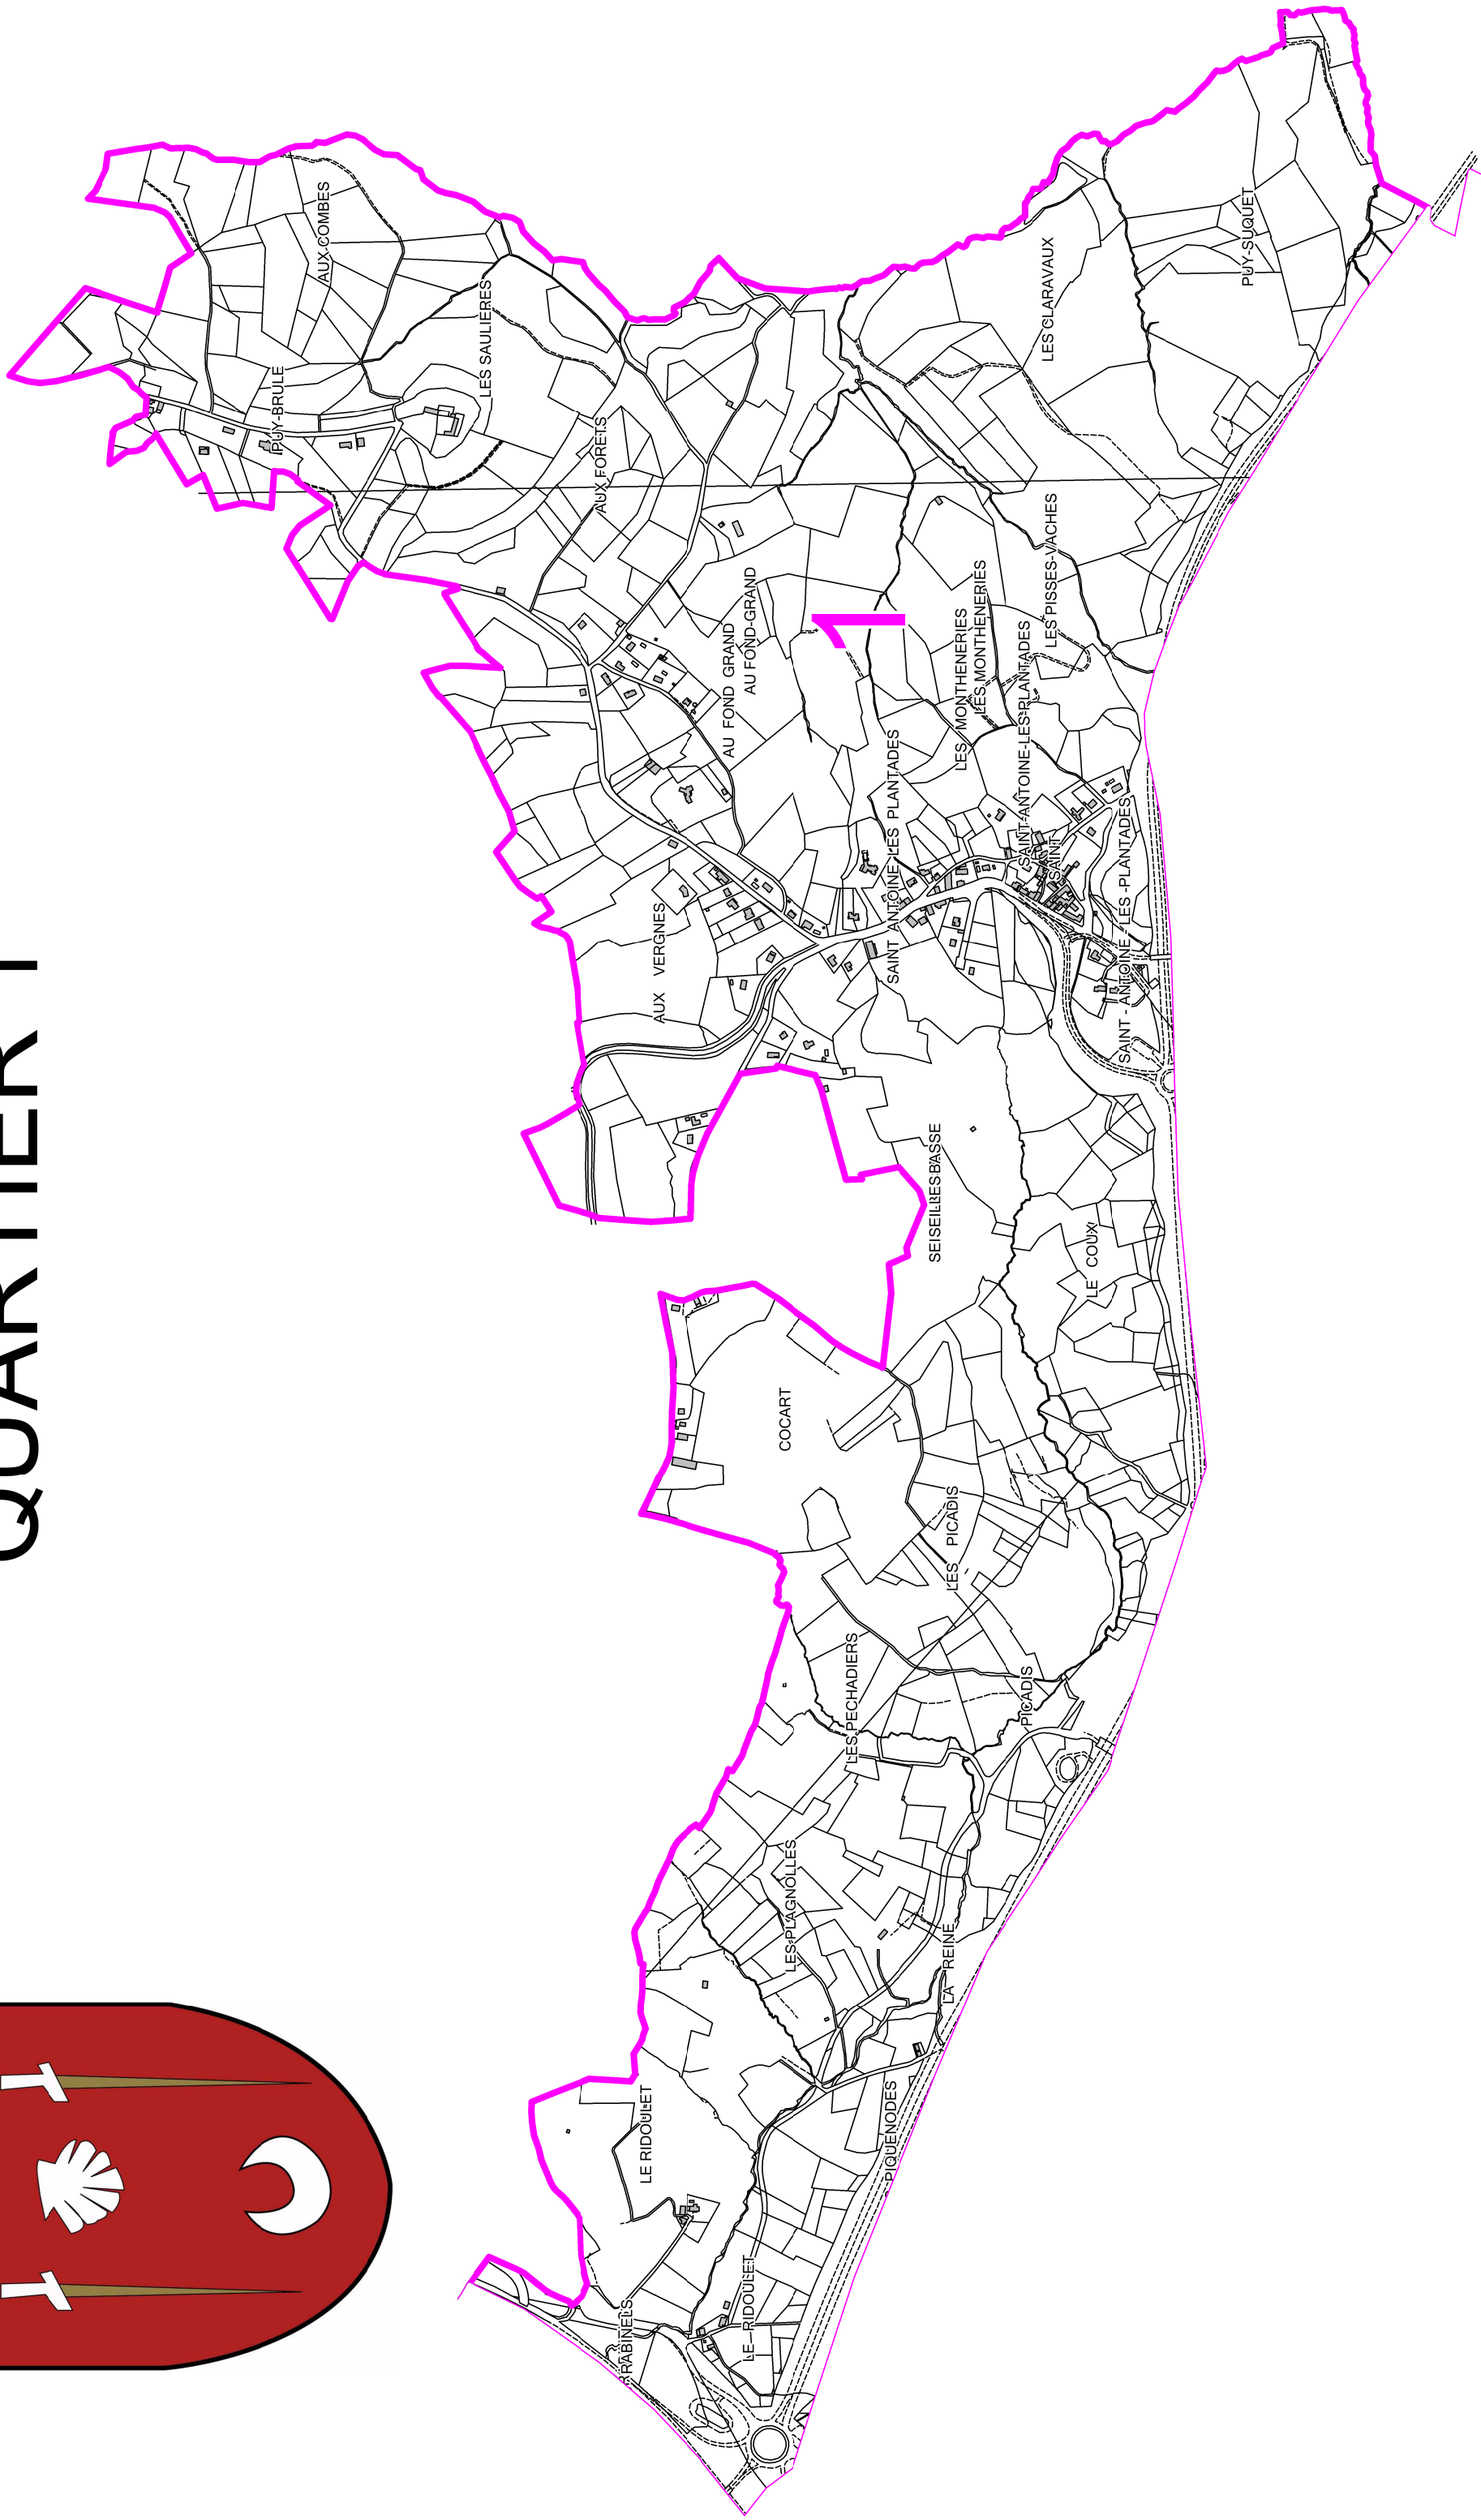 QUARTIER 1
AUX COMBES
PUY-BRULE
LES SAULIERES
AUX FORETS
LES CLARAVAUX
PUY-SUQUET
AU FOND GRAND
AU FOND-GRAND
1
LES PISSES-VACHES
LES MONTHENERIES
LES MONTHENERIES
SAINT-ANTOINE-LES-PLANTADES
SAINT ANTOINE LES PLANTADES
SAINT
SAINT - ANTOINE - LES - PLANTADES
AUX VERGNES
SEISEILLESBASSE
LE COUX
COCART
LES PICADIS
PICADIS
LES PECHADIERS
LES PLAGNOLLES
LA REINE
LE RIDOULET
PIQUENODES
LE RIDOULET
RABINELS